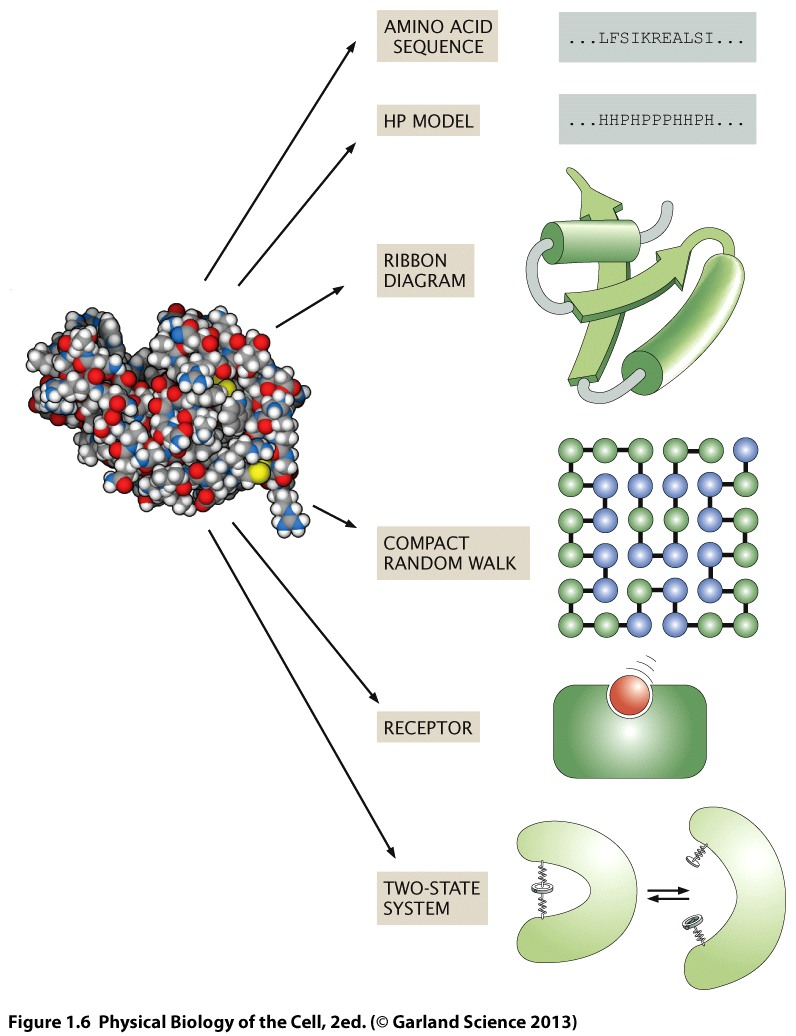 AMINO ACID
SEQUENCE
...LFSIKREALSI...
HP MODEL
...HHPHPPPHHPH...
RIBBON
DIAGRAM
COMPACT
RANDOM WALK
RECEPTOR
TWO-STATE
SYSTEM
Figure 1.6 Physical Biology of the Cell, 2ed. (© Garland Science 2013)